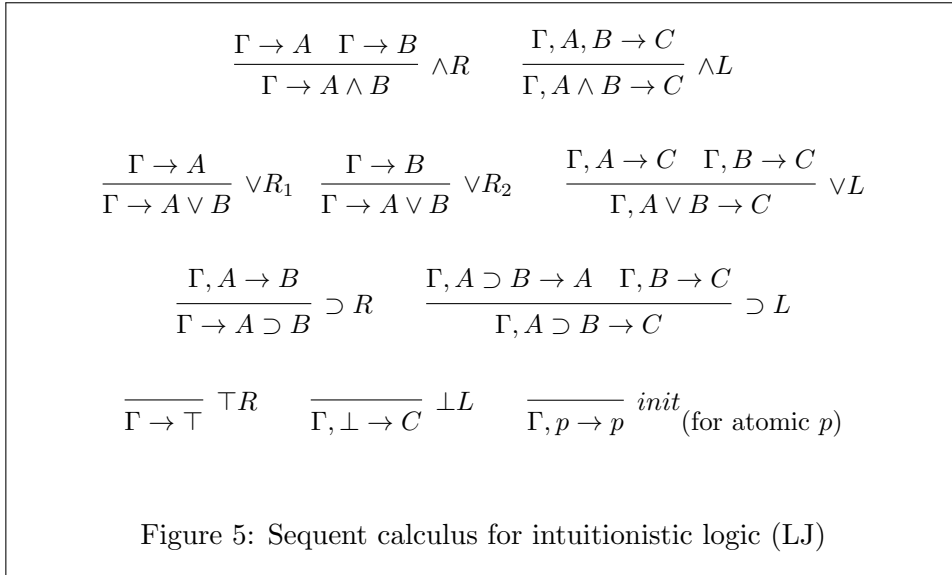 Γ → A Γ → B
Γ → A ∧ B
∧R
Γ, A, B → C
Γ, A ∧ B → C
∧L
Γ → A
Γ → A ∨ B
∨R₁
Γ → B
Γ → A ∨ B
∨R₂
Γ, A → C Γ, B → C
Γ, A ∨ B → C
∨L
Γ, A → B
Γ → A ⊃ B
⊃ R
Γ, A ⊃ B → A Γ, B → C
Γ, A ⊃ B → C
⊃ L
Γ → ⊤
⊤R
Γ, ⊥ → C
⊥L
Γ, p → p
init
(for atomic p)
Figure 5: Sequent calculus for intuitionistic logic (LJ)